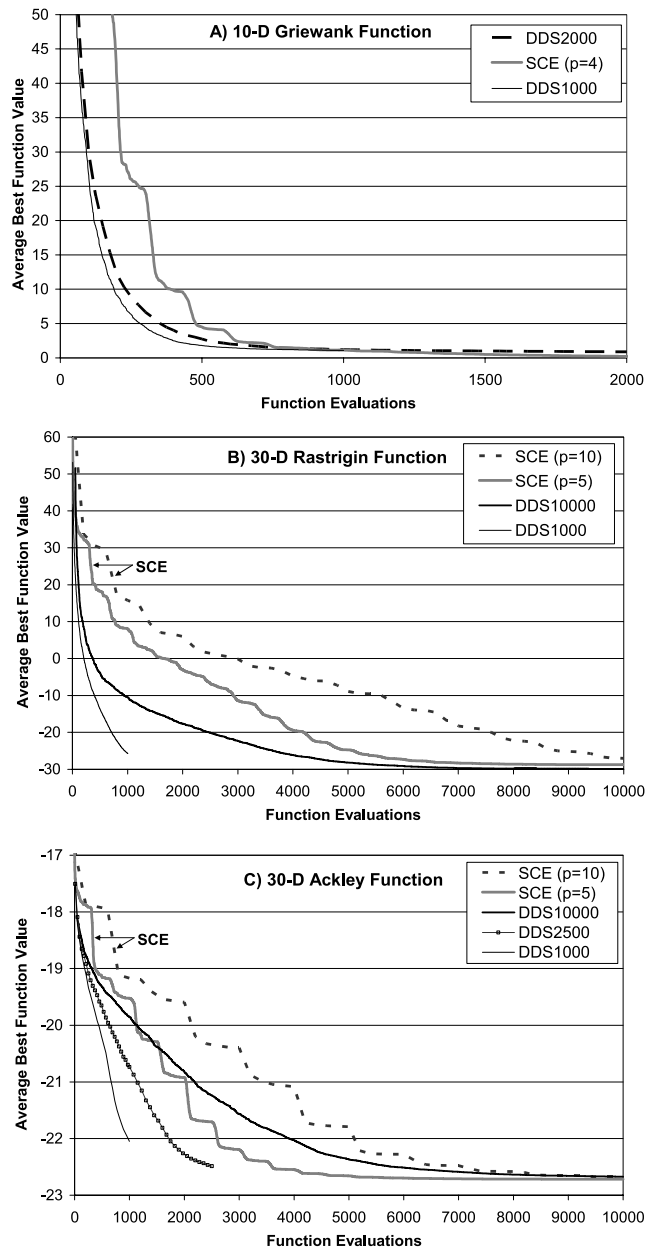 A) 10-D Griewank Function
DDS2000
SCE (p=4)
DDS1000
Average Best Function Value
50
45
40
35
30
25
20
15
10
5
0
0 500 1000 1500 2000
Function Evaluations
B) 30-D Rastrigin Function
SCE (p=10)
SCE (p=5)
DDS10000
DDS1000
SCE
Average Best Function Value
60
50
40
30
20
10
0
-10
-20
-30
0 1000 2000 3000 4000 5000 6000 7000 8000 9000 10000
Function Evaluations
C) 30-D Ackley Function
SCE (p=10)
SCE (p=5)
DDS10000
DDS2500
DDS1000
SCE
Average Best Function Value
-17
-18
-19
-20
-21
-22
-23
0 1000 2000 3000 4000 5000 6000 7000 8000 9000 10000
Function Evaluations